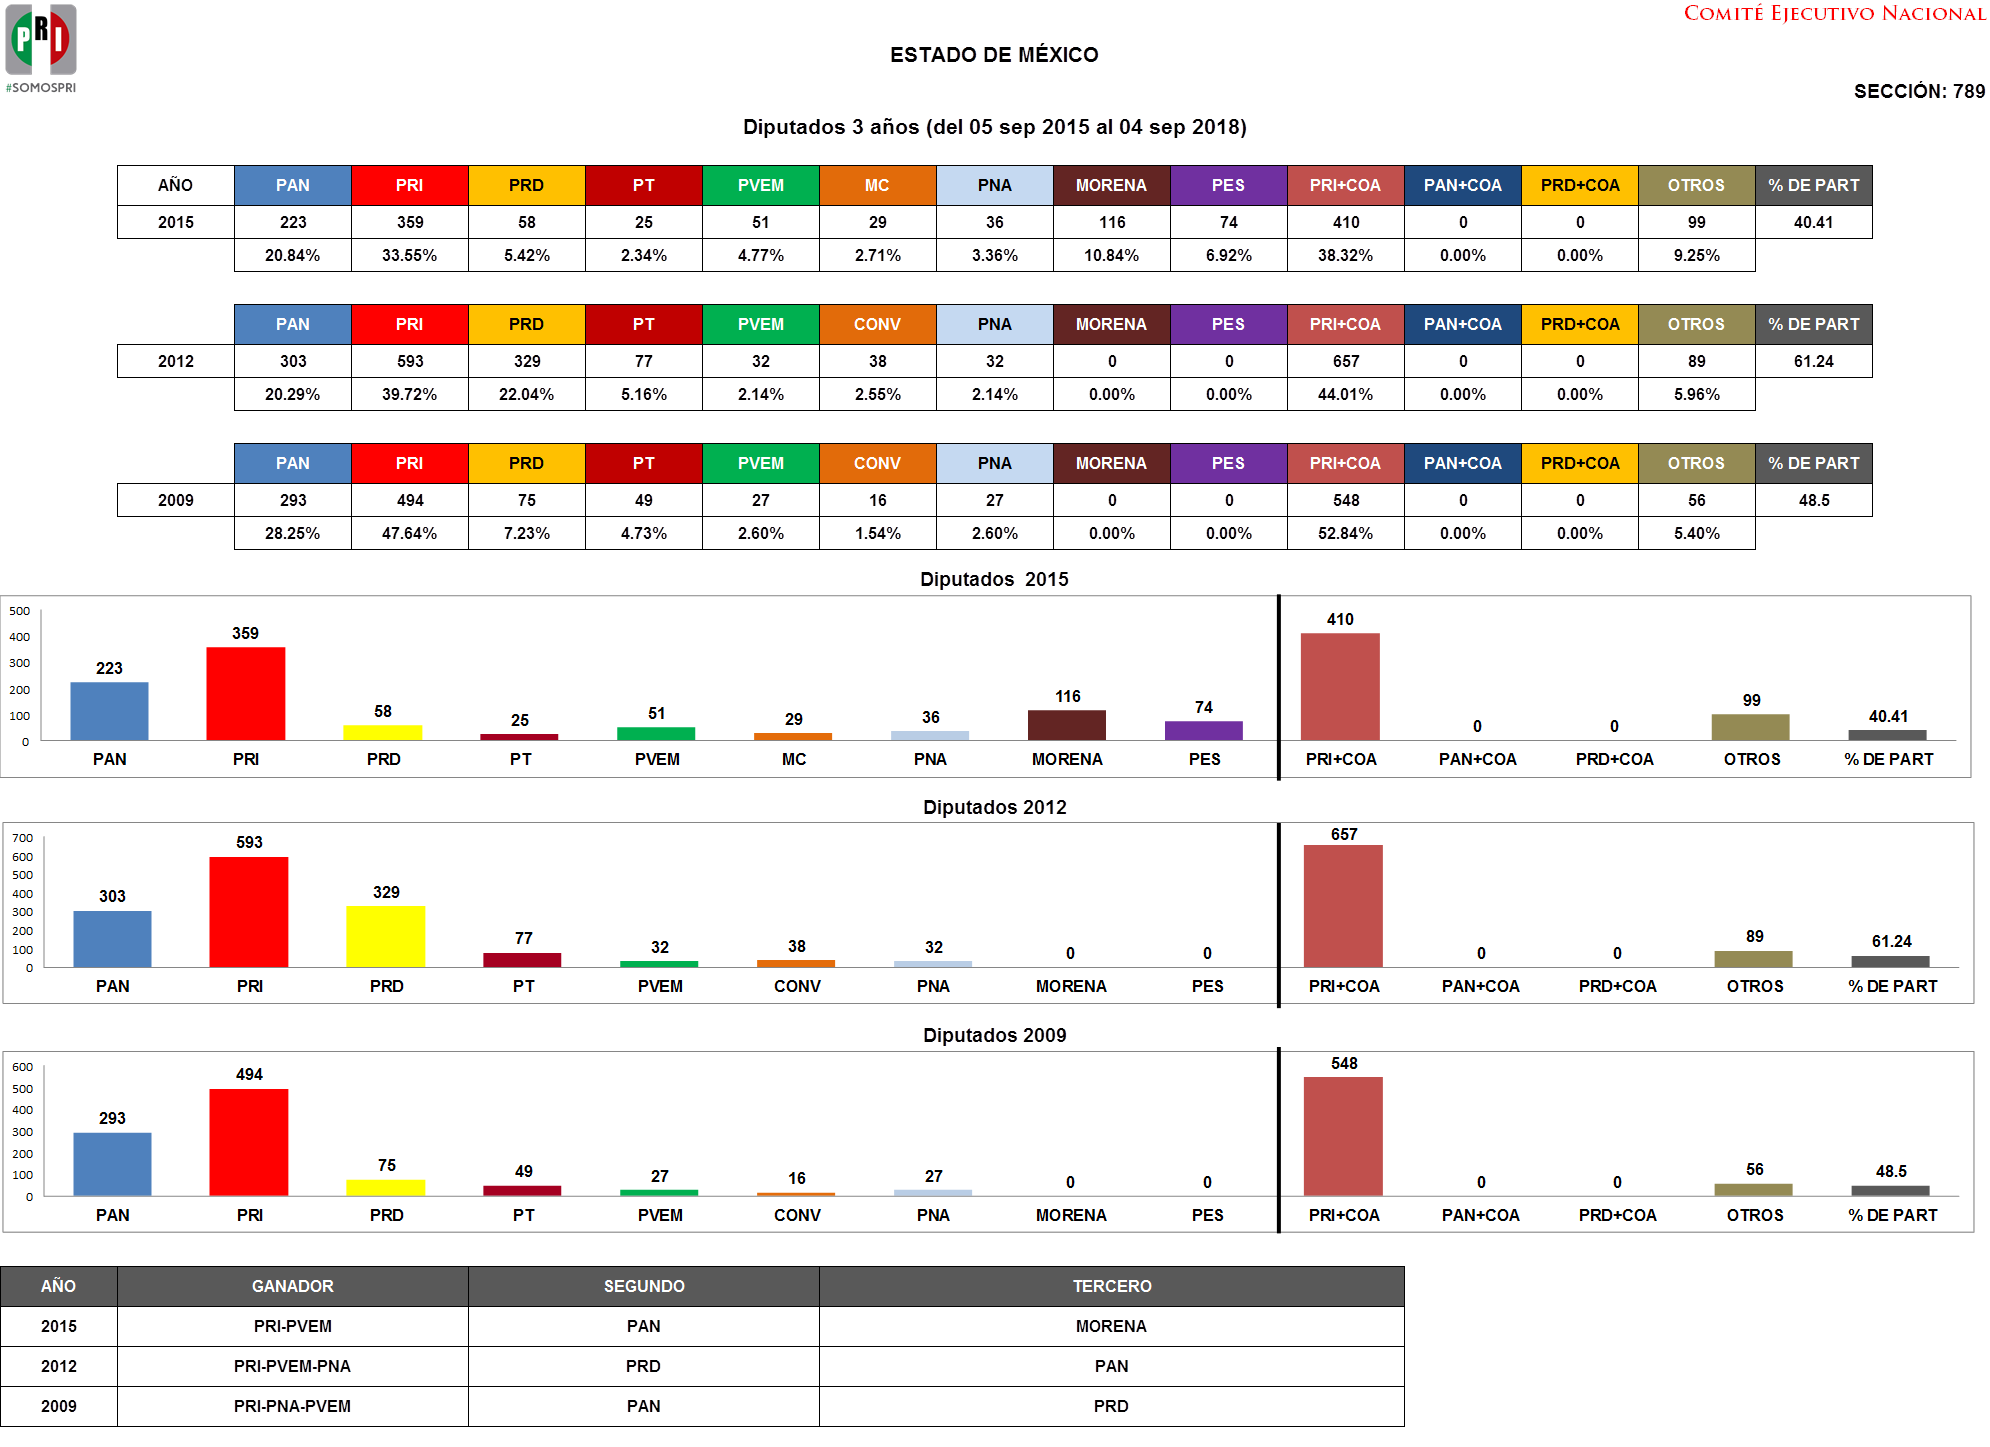 PRI
#SOMOSPRI
COMITÉ EJECUTIVO NACIONAL
ESTADO DE MÉXICO
SECCIÓN: 789
Diputados 3 años (del 05 sep 2015 al 04 sep 2018)
AÑO PAN PRI PRD PT PVEM MC PNA MORENA PES PRI+COA PAN+COA PRD+COA OTROS % DE PART
2015 223 359 58 25 51 29 36 116 74 410 0 0 99 40.41
20.84% 33.55% 5.42% 2.34% 4.77% 2.71% 3.36% 10.84% 6.92% 38.32% 0.00% 0.00% 9.25%
PAN PRI PRD PT PVEM CONV PNA MORENA PES PRI+COA PAN+COA PRD+COA OTROS % DE PART
2012 303 593 329 77 32 38 32 0 0 657 0 0 89 61.24
20.29% 39.72% 22.04% 5.16% 2.14% 2.55% 2.14% 0.00% 0.00% 44.01% 0.00% 0.00% 5.96%
PAN PRI PRD PT PVEM CONV PNA MORENA PES PRI+COA PAN+COA PRD+COA OTROS % DE PART
2009 293 494 75 49 27 16 27 0 0 548 0 0 56 48.5
28.25% 47.64% 7.23% 4.73% 2.60% 1.54% 2.60% 0.00% 0.00% 52.84% 0.00% 0.00% 5.40%
Diputados 2015
500
400
300
200
100
0
223 359 58 25 51 29 36 116 74 410 0 0 99 40.41
PAN PRI PRD PT PVEM MC PNA MORENA PES PRI+COA PAN+COA PRD+COA OTROS % DE PART
Diputados 2012
700
600
500
400
300
200
100
0
303 593 329 77 32 38 32 0 0 657 0 0 89 61.24
PAN PRI PRD PT PVEM CONV PNA MORENA PES PRI+COA PAN+COA PRD+COA OTROS % DE PART
Diputados 2009
600
500
400
300
200
100
0
293 494 75 49 27 16 27 0 0 548 0 0 56 48.5
PAN PRI PRD PT PVEM CONV PNA MORENA PES PRI+COA PAN+COA PRD+COA OTROS % DE PART
AÑO GANADOR SEGUNDO TERCERO
2015 PRI-PVEM PAN MORENA
2012 PRI-PVEM-PNA PRD PAN
2009 PRI-PNA-PVEM PAN PRD